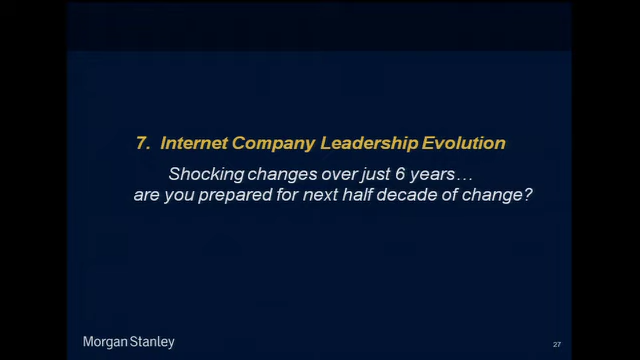 7. Internet Company Leadership Evolution
Shocking changes over just 6 years…
are you prepared for next half decade of change?
Morgan Stanley
27